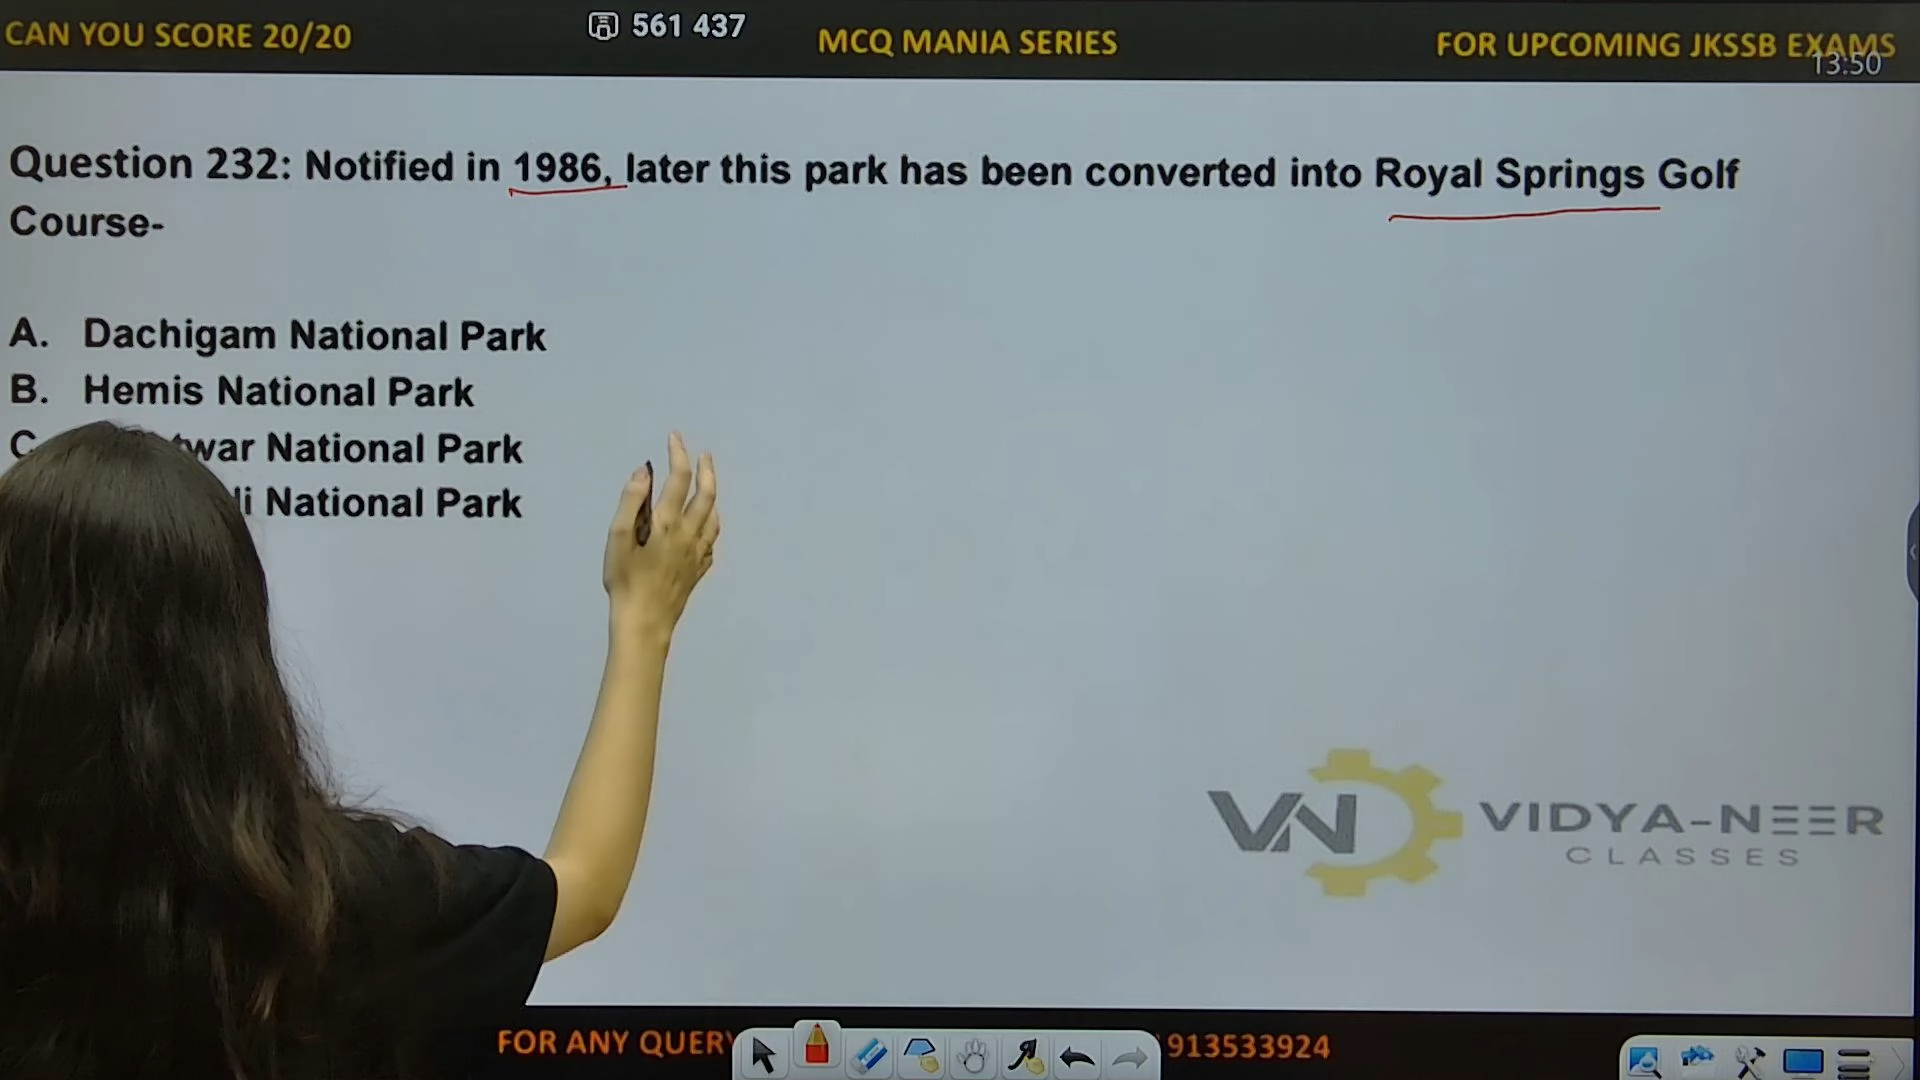 CAN YOU SCORE 20/20
561 437
MCQ MANIA SERIES
FOR UPCOMING JKSSB EXAMS
13:50
Question 232: Notified in 1986, later this park has been converted into Royal Springs Golf
Course-
A. Dachigam National Park
B. Hemis National Park
C National Park
National Park
VN VIDYA-NEER
CLASSES
FOR ANY QUERY 913533924